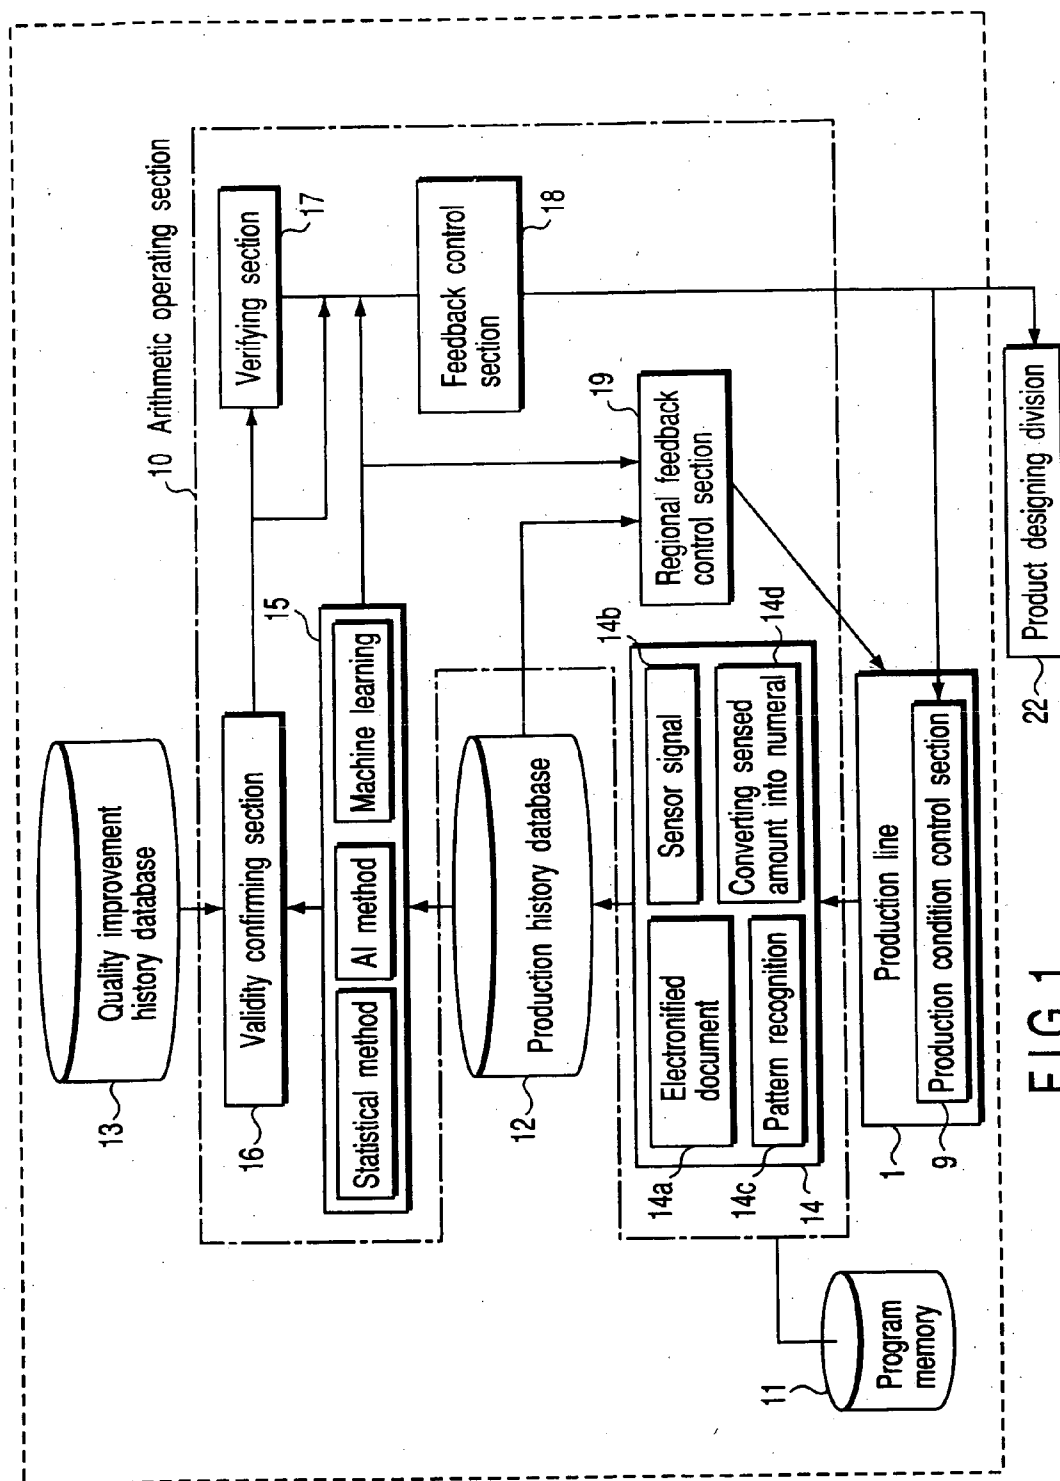 10 Arithmetic operating section
13
Quality improvement
history database
16
Validity confirming section
Verifying section
17
15
Statistical method
AI method
Machine learning
Feedback control
section
18
12
Production history database
19
Regional feedback
control section
14a
Electronified
document
14b
Sensor signal
14c
Pattern recognition
14d
Converting sensed
amount into numeral
14
11
Program
memory
1
Production line
9
Production condition control section
22
Product designing division
FIG.1